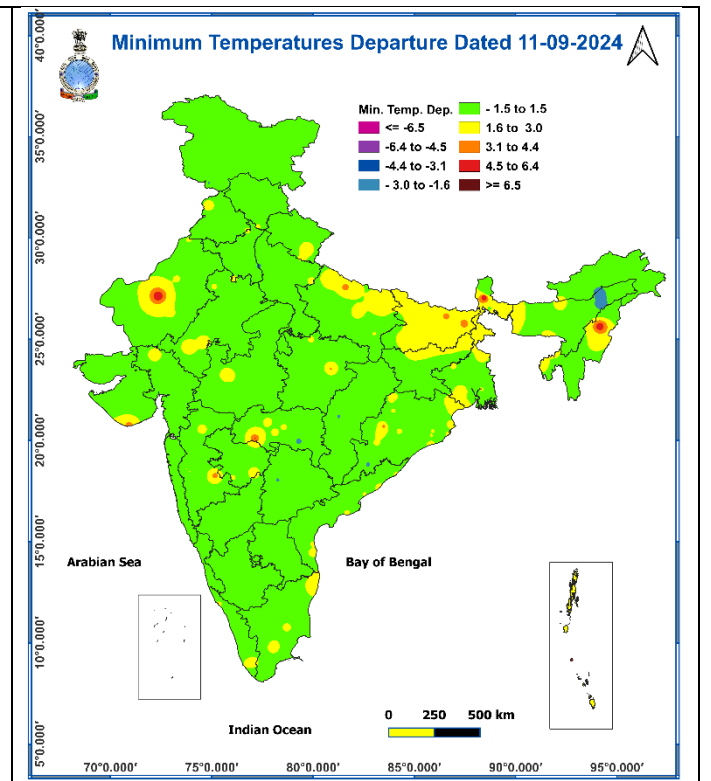 Minimum Temperatures Departure Dated 11-09-2024
Min. Temp. Dep.
<= -6.5
-6.4 to -4.5
-4.4 to -3.1
- 3.0 to -1.6
- 1.5 to 1.5
1.6 to 3.0
3.1 to 4.4
4.5 to 6.4
>= 6.5
40°0.000'
35°0.000'
30°0.000'
25°0.000'
20°0.000'
15°0.000'
10°0.000'
5°0.000'
Arabian Sea
Bay of Bengal
Indian Ocean
0 250 500 km
70°0.000' 75°0.000' 80°0.000' 85°0.000' 90°0.000' 95°0.000'